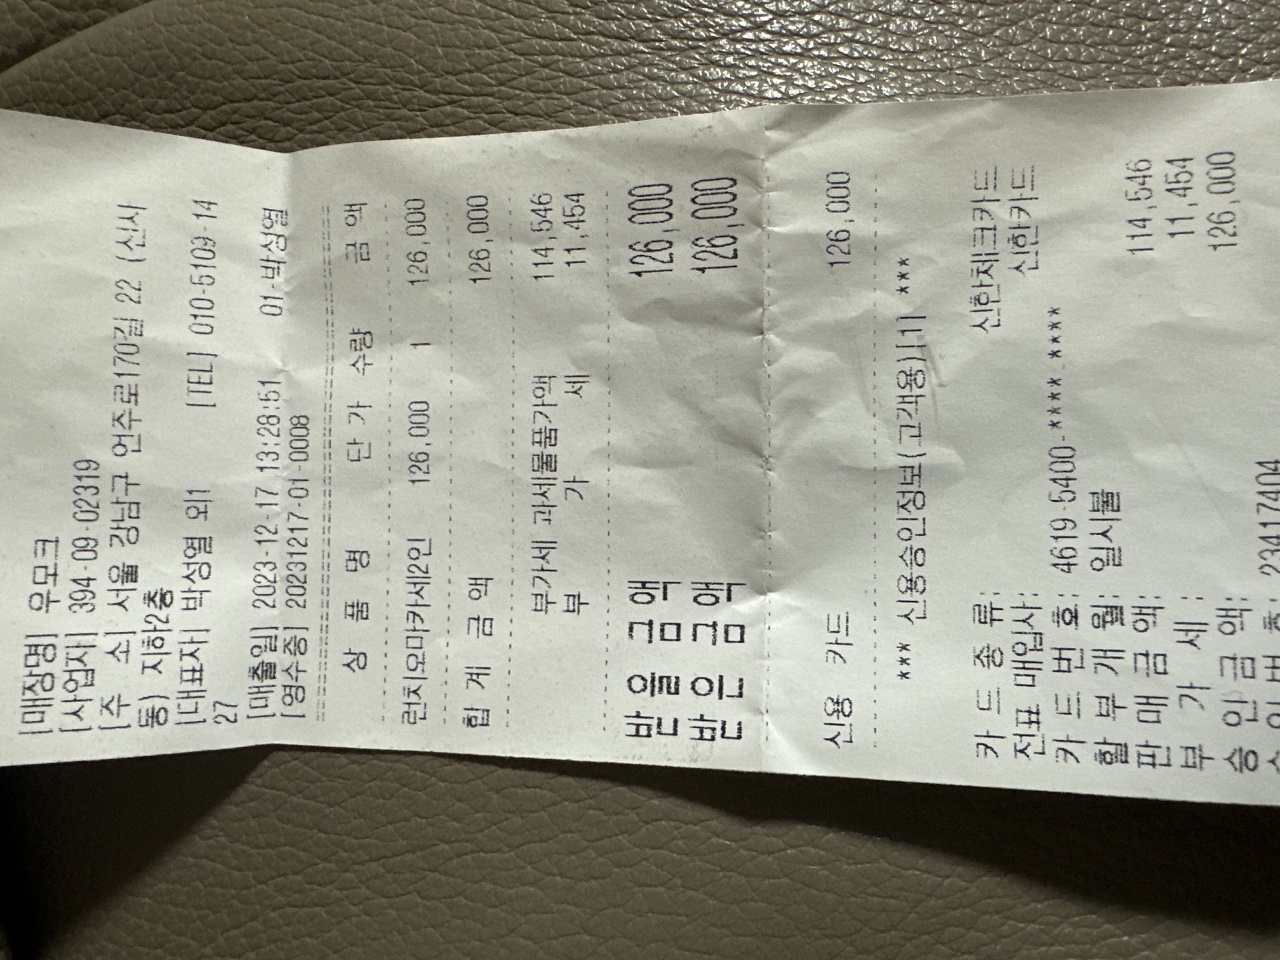 [매장명] 우모크
[사업자] 394-09-02319
[주 소] 서울 강남구 언주로170길 22 (신사
동) 지하2층
[대표자] 박성열 외1 [TEL] 010-5109-14
27
[매출일] 2023-12-17 13:28:51 01-박성열
[영수증] 20231217-01-0008
상 품 명 단 가 수량 금 액
런치오마카세2인 126,000 1 126,000
합 계 금 액 126,000
부가세 과세물품가액 114,546
부 가 세 11,454
받을금액 126,000
받은금액 126,000
신용 카드 126,000
*** 신용승인정보(고객용)[1] ***
카 드 종 류: 신한체크카드
전표 매입사: 신한카드
카 드 번 호: 4619-5400-****-****
할 부 개 월: 일시불
판 매 금 액: 114,546
부 가 세: 11,454
승 인 금 액: 126,000
승 인 번 호: 23417404